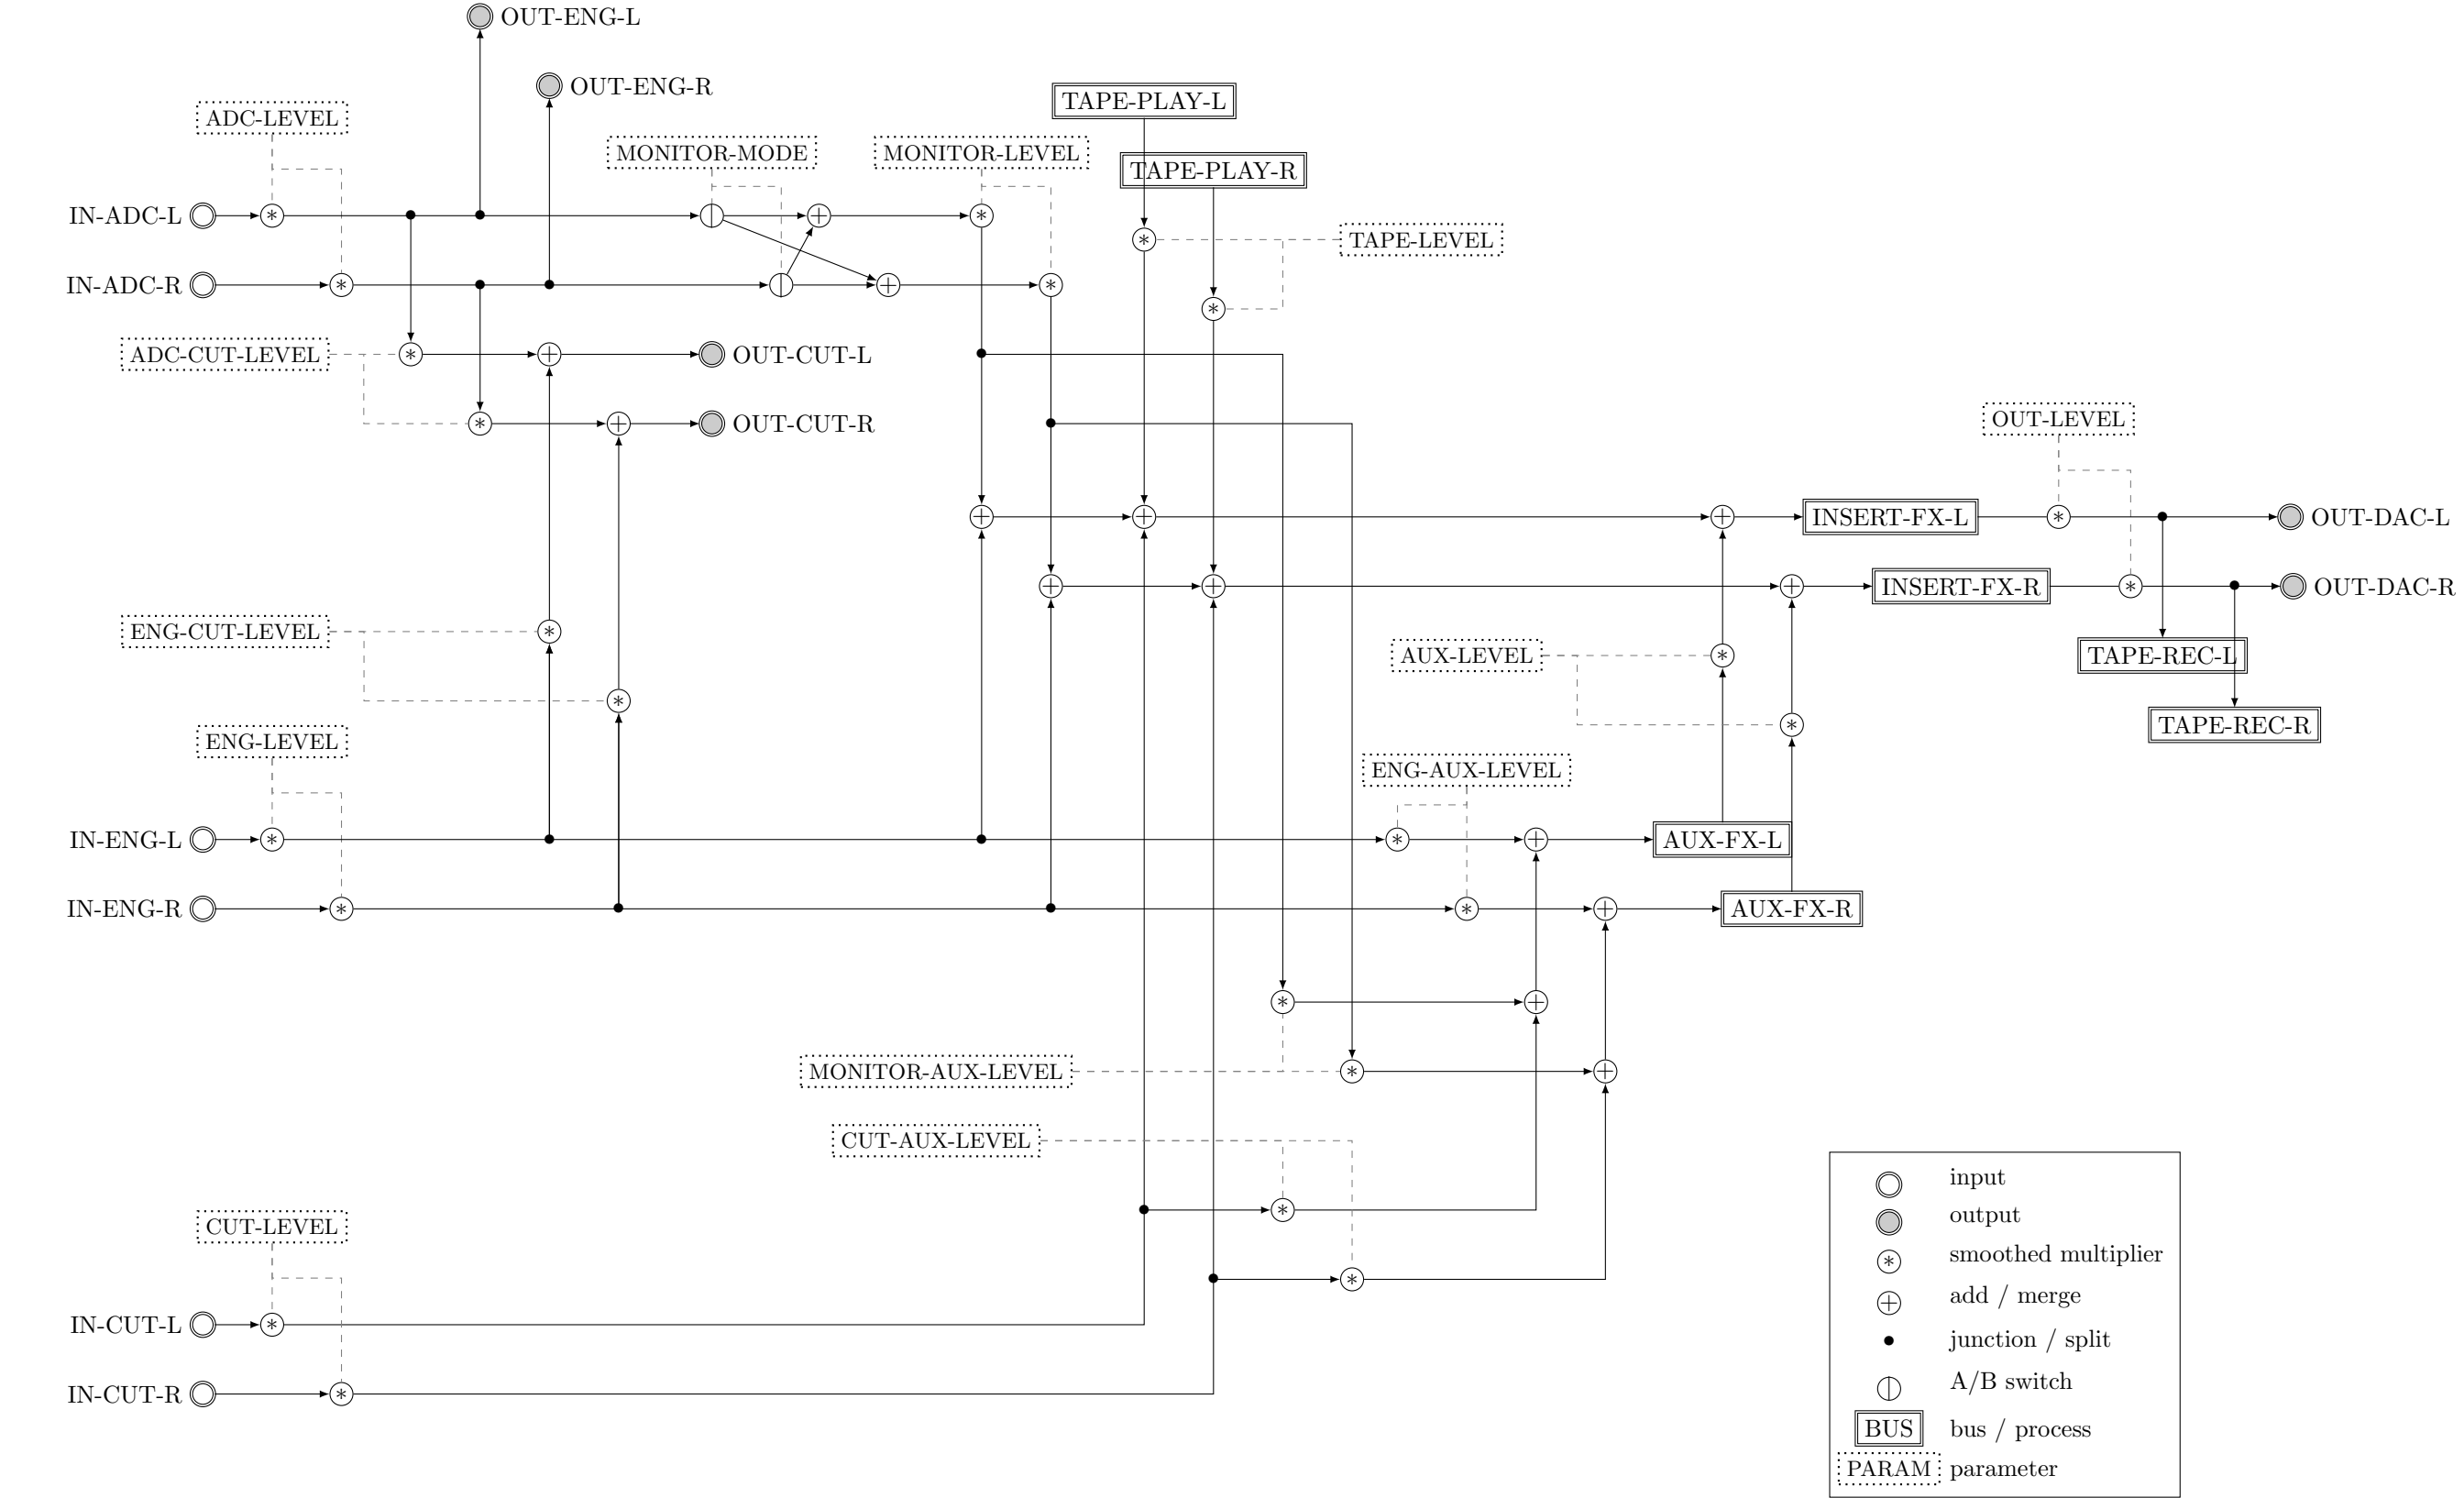 OUT-ENG-L
OUT-ENG-R
TAPE-PLAY-L
ADC-LEVEL
MONITOR-MODE
MONITOR-LEVEL
TAPE-PLAY-R
IN-ADC-L
*
+
*
*
TAPE-LEVEL
IN-ADC-R
*
+
*
*
ADC-CUT-LEVEL
*
+
OUT-CUT-L
*
+
OUT-CUT-R
OUT-LEVEL
+
+
+
INSERT-FX-L
*
OUT-DAC-L
+
+
+
INSERT-FX-R
*
OUT-DAC-R
ENG-CUT-LEVEL
*
AUX-LEVEL
*
TAPE-REC-L
*
*
TAPE-REC-R
ENG-LEVEL
ENG-AUX-LEVEL
IN-ENG-L
*
*
+
AUX-FX-L
IN-ENG-R
*
*
+
AUX-FX-R
*
+
MONITOR-AUX-LEVEL
*
+
CUT-AUX-LEVEL
*
CUT-LEVEL
*
IN-CUT-L
*
IN-CUT-R
*
input
output
* smoothed multiplier
+ add / merge
junction / split
A/B switch
BUS bus / process
PARAM parameter